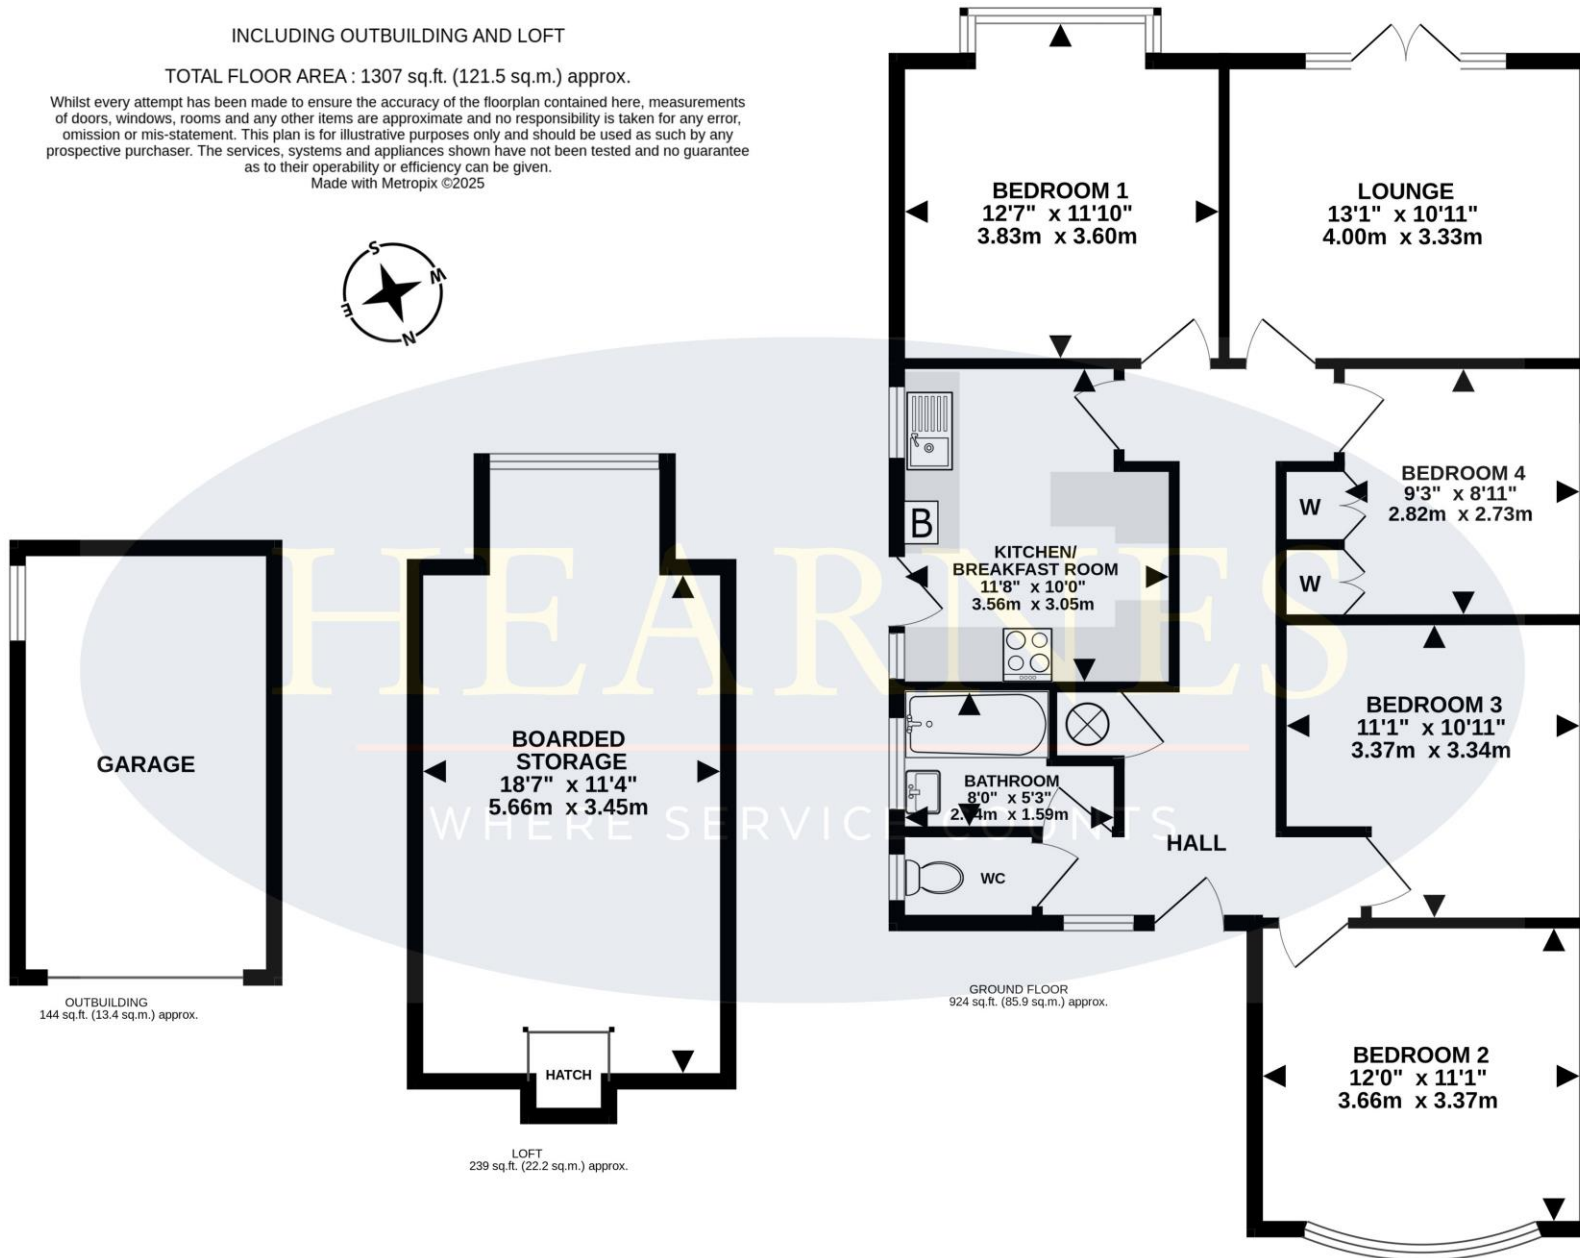 INCLUDING OUTBUILDING AND LOFT
TOTAL FLOOR AREA : 1307 sq.ft. (121.5 sq.m.) approx.
Whilst every attempt has been made to ensure the accuracy of the floorplan contained here, measurements
of doors, windows, rooms and any other items are approximate and no responsibility is taken for any error,
omission or mis-statement. This plan is for illustrative purposes only and should be used as such by any
prospective purchaser. The services, systems and appliances shown have not been tested and no guarantee
as to their operability or efficiency can be given.
Made with Metropix ©2025
S
W
E
N
BEDROOM 1
12'7" x 11'10"
3.83m x 3.60m
LOUNGE
13'1" x 10'11"
4.00m x 3.33m
BEDROOM 4
9'3" x 8'11"
2.82m x 2.73m
W
W
B
KITCHEN/
BREAKFAST ROOM
11'8" x 10'0"
3.56m x 3.05m
HEARNES
WHERE SERVICE COUNTS
BEDROOM 3
11'1" x 10'11"
3.37m x 3.34m
BATHROOM
8'0" x 5'3"
x 1.59m
HALL
WC
GARAGE
BOARDED
STORAGE
18'7" x 11'4"
5.66m x 3.45m
HATCH
OUTBUILDING
144 sq.ft. (13.4 sq.m.) approx.
LOFT
239 sq.ft. (22.2 sq.m.) approx.
GROUND FLOOR
924 sq.ft. (85.9 sq.m.) approx.
BEDROOM 2
12'0" x 11'1"
3.66m x 3.37m